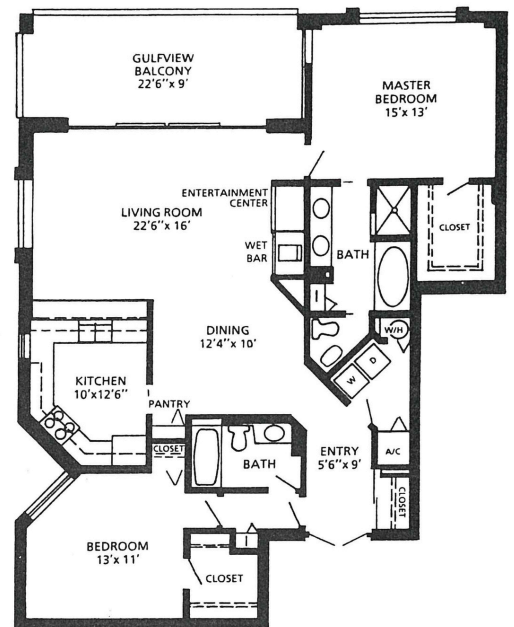 GULFVIEW
BALCONY
22'6"x 9'
MASTER
BEDROOM
15'x 13'
ENTERTAINMENT
CENTER
LIVING ROOM
22'6"x 16'
WET
BAR
CLOSET
BATH
DINING
12'4"x 10'
W/H
D
W
KITCHEN
10'x12'6"
PANTRY
CLOSET
BATH
ENTRY
5'6"x 9'
A/C
CLOSET
BEDROOM
13'x 11'
CLOSET